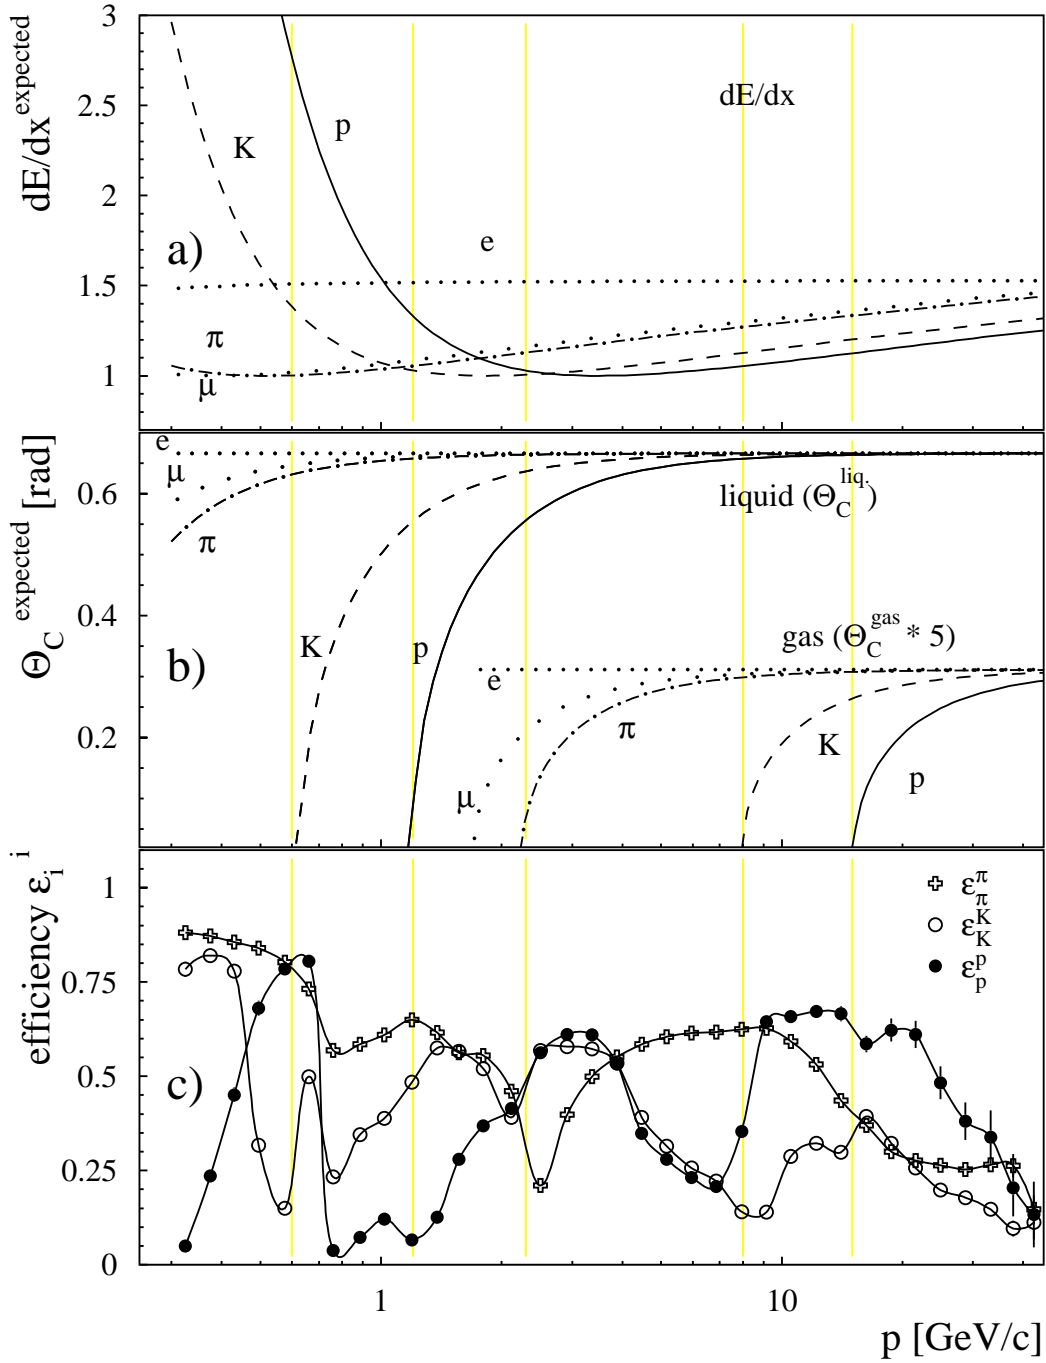 dE/dx^expected
3
2.5
2
1.5
1
dE/dx
K
p
e
a)
π
μ
Θ_C^expected [rad]
0.6
0.4
0.2
e
μ
π
liquid (Θ_C^liq.)
K
p
gas (Θ_C^gas * 5)
b)
e
π
K
μ
p
efficiency ε_i^i
1
0.75
0.5
0.25
0
ε_π^π
ε_K^K
ε_p^p
c)
1
10
p [GeV/c]